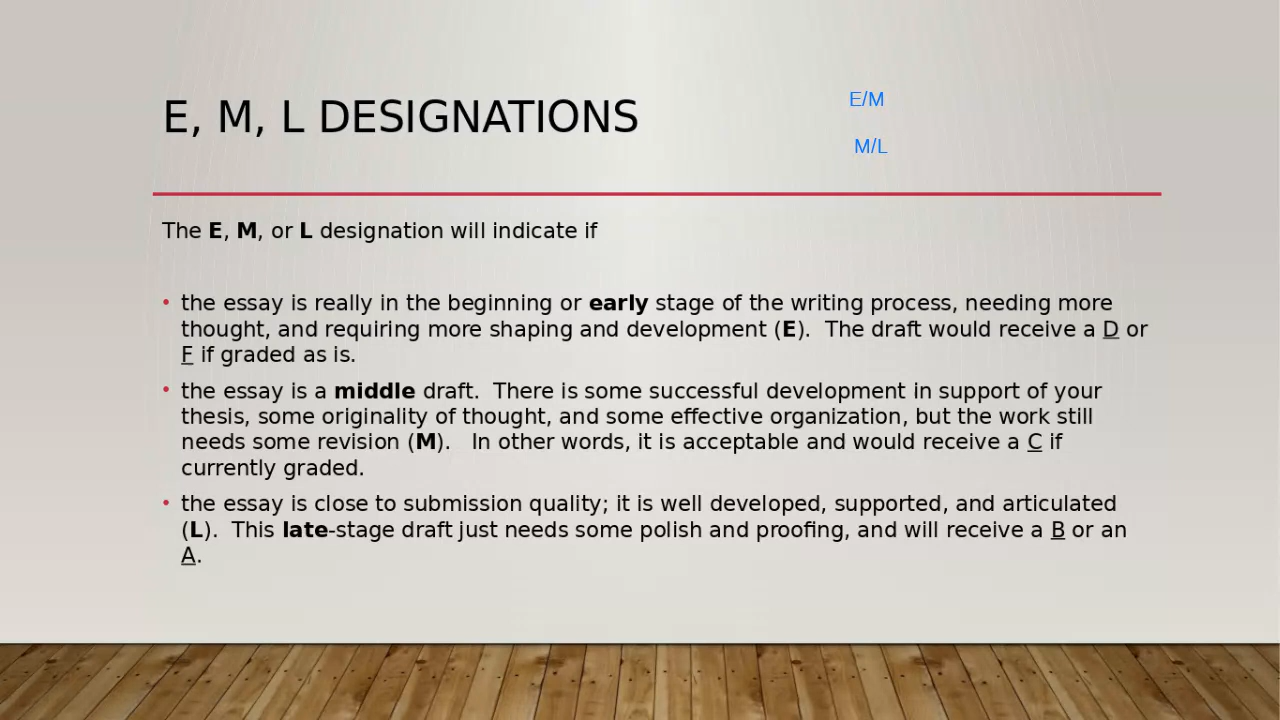 E, M, L DESIGNATIONS
E/M
M/L
The E, M, or L designation will indicate if
• the essay is really in the beginning or early stage of the writing process, needing more
thought, and requiring more shaping and development (E).  The draft would receive a D or
F if graded as is.
• the essay is a middle draft.  There is some successful development in support of your
thesis, some originality of thought, and some effective organization, but the work still
needs some revision (M).   In other words, it is acceptable and would receive a C if
currently graded.
• the essay is close to submission quality; it is well developed, supported, and articulated
(L).  This late-stage draft just needs some polish and proofing, and will receive a B or an
A.